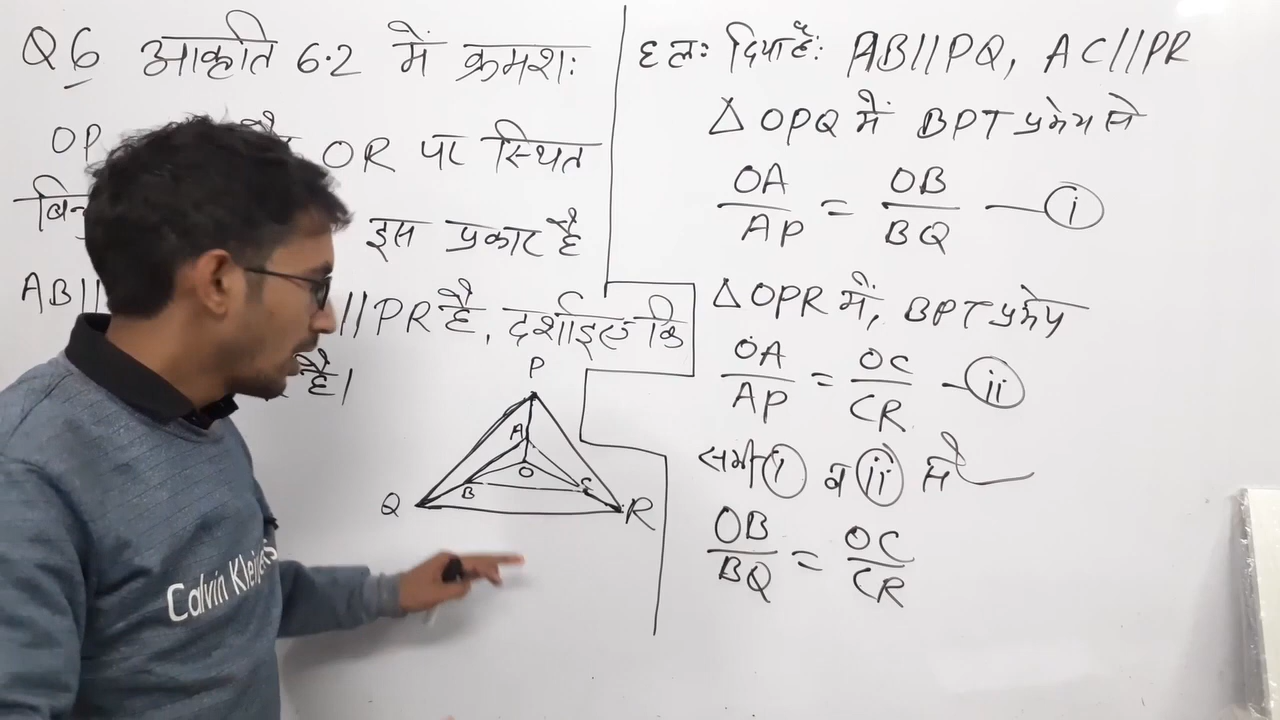 Q6 आकृति 6.2 में क्रमशः
OP OR पर स्थित
इस प्रकार है
AB|| ||PR है, दर्शाइए कि
है।
P
A
O
B C
Q R
हलः दिया हैः AB//PQ, AC//PR
△OPQ में BPT प्रमेय से
OA/AP = OB/BQ — i
△OPR में, BPT प्रमेय
OA/AP = OC/CR — ii
समी i व ii से
OB/BQ = OC/CR
Calvin Klein